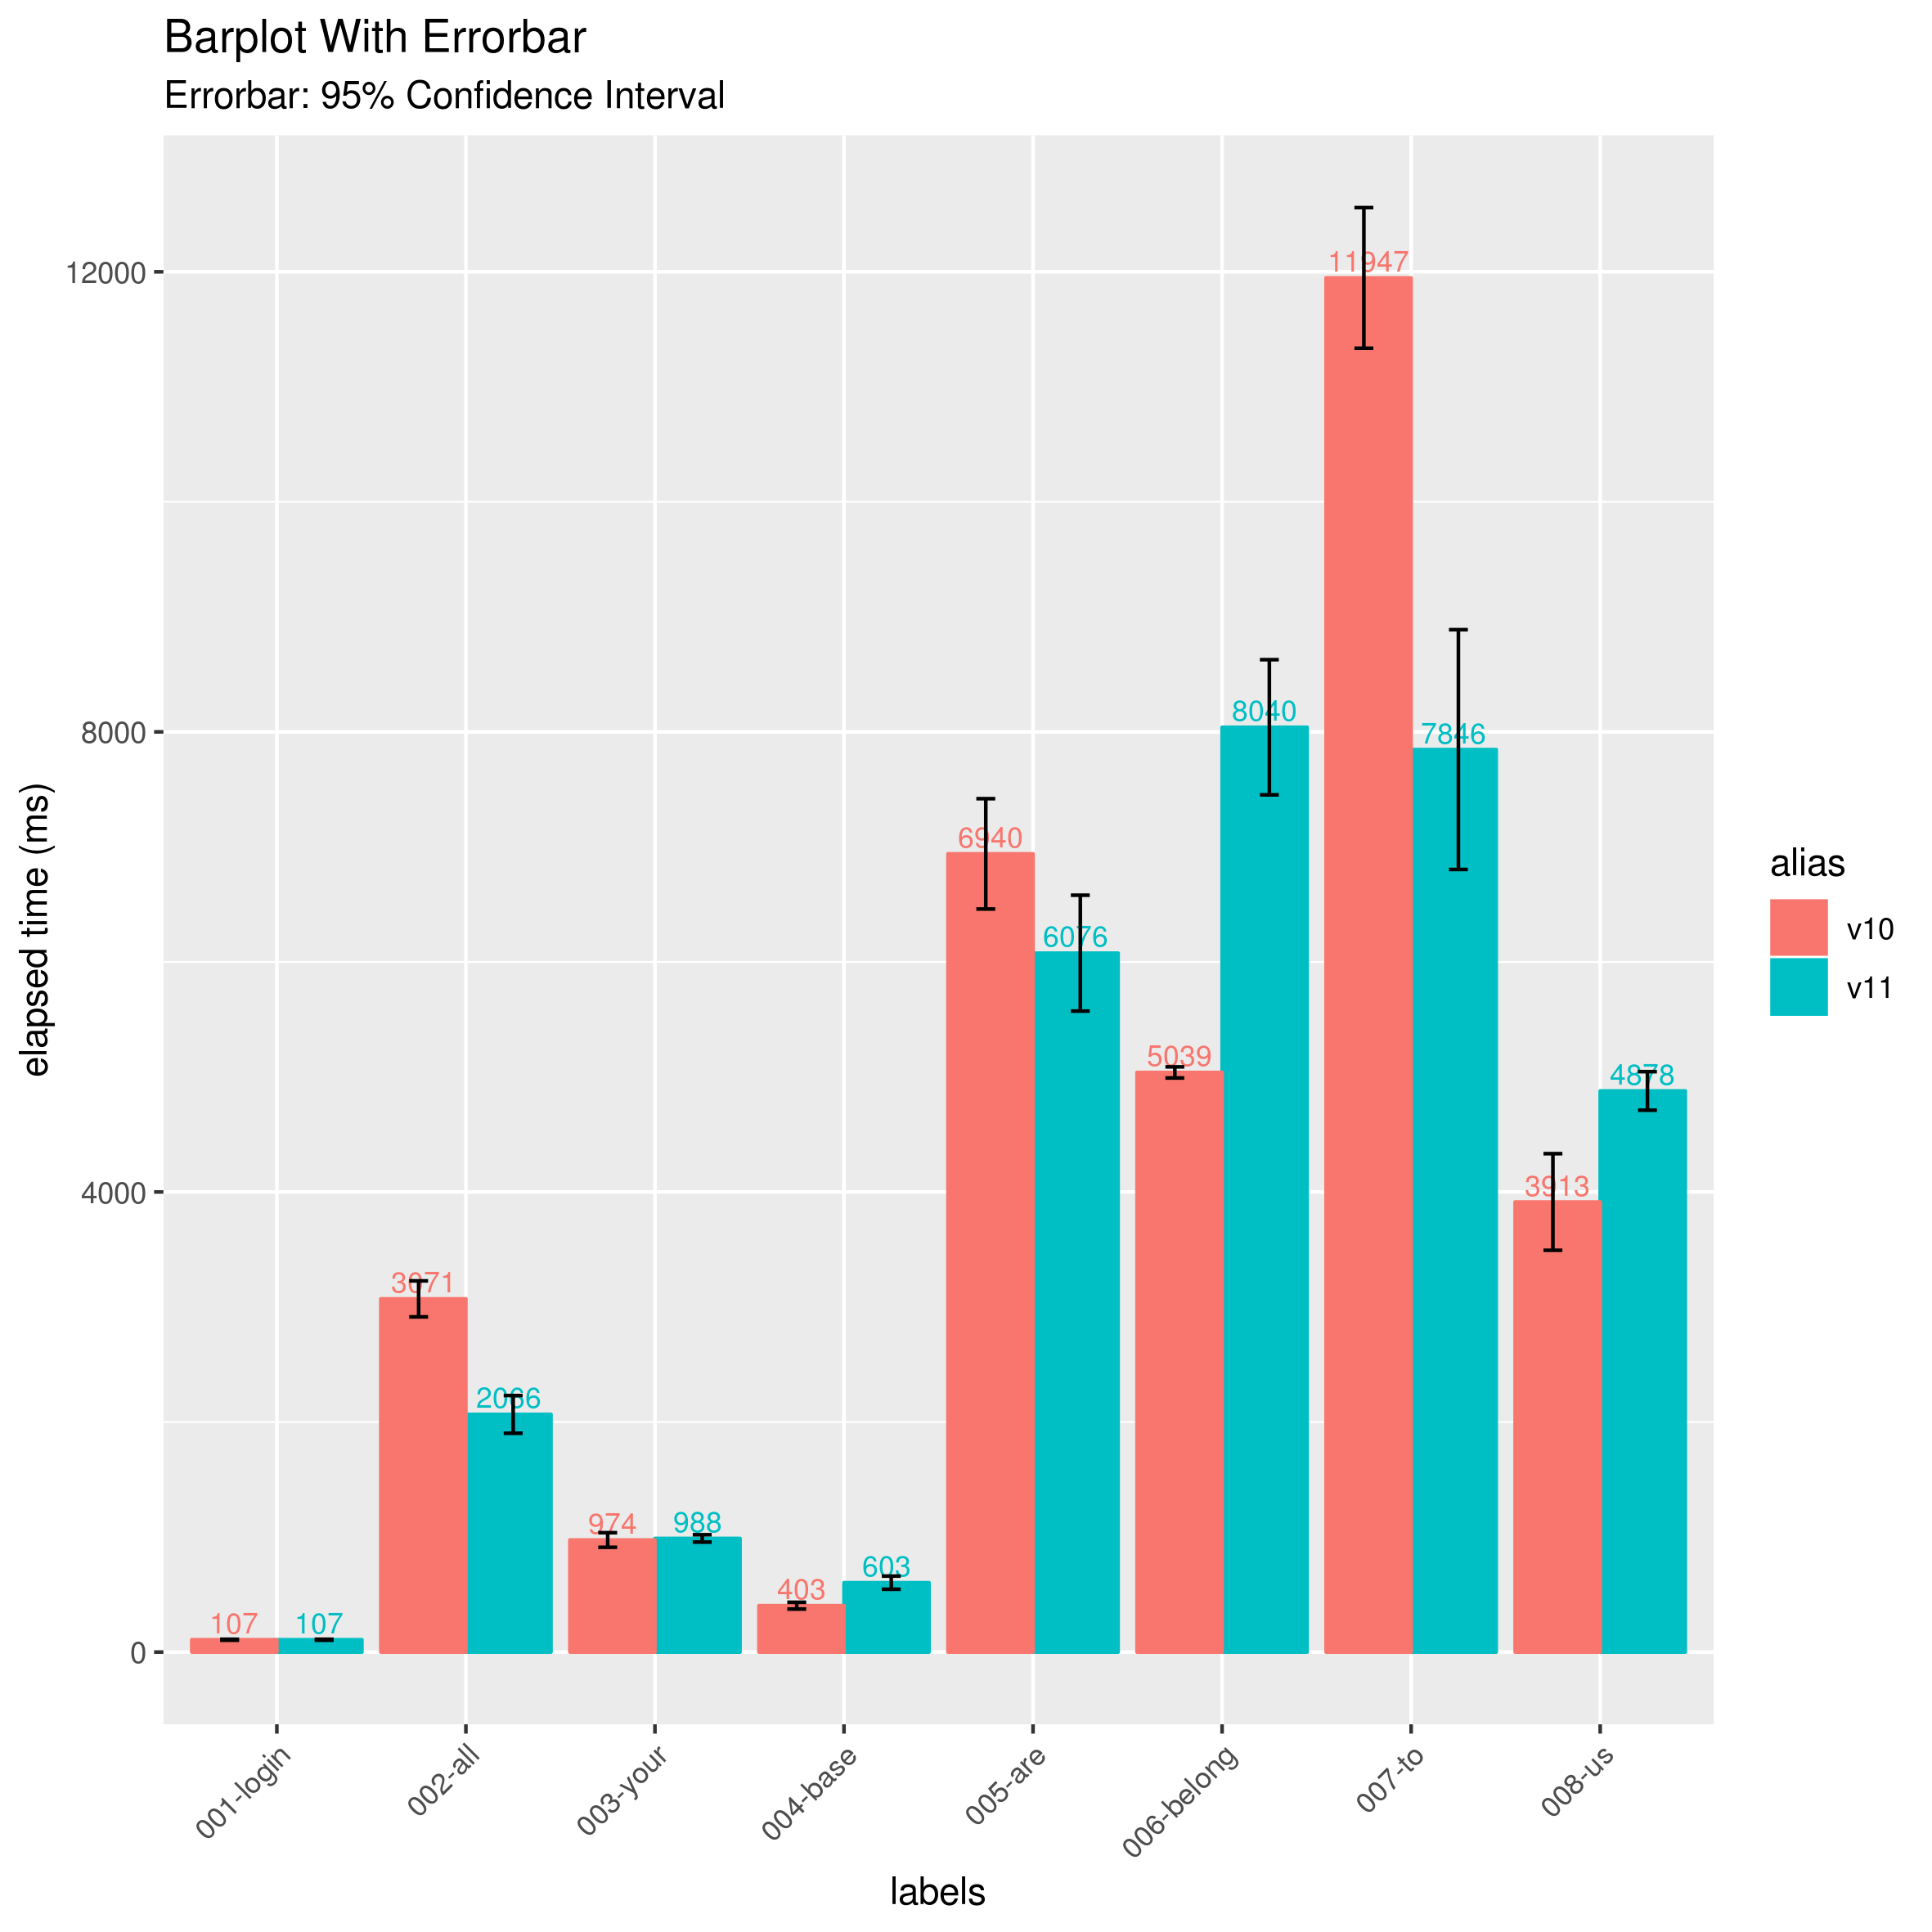 Barplot With Errorbar
Errorbar: 95% Confidence Interval
elapsed time (ms)
12000
8000
4000
0
107
107
3071
2066
974
988
403
603
6940
6076
5039
8040
11947
7846
3913
4878
001-login
002-all
003-your
004-base
005-are
006-belong
007-to
008-us
labels
alias
v10
v11